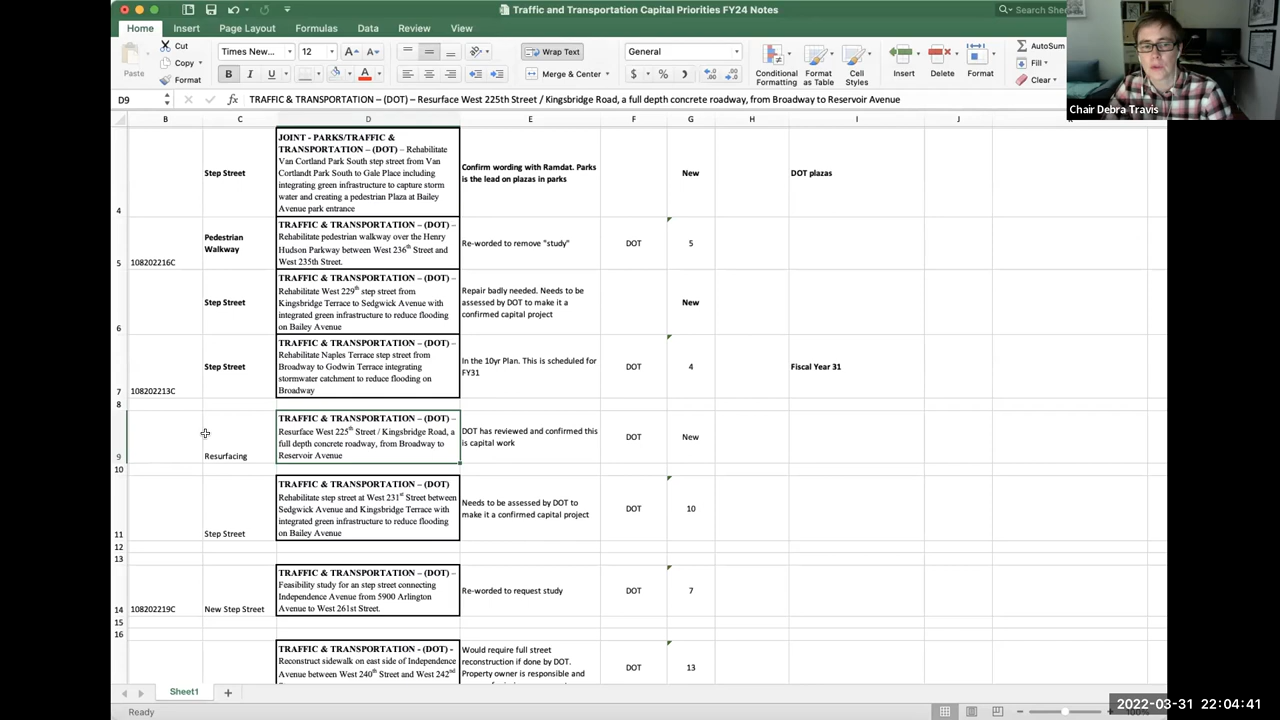 Traffic and Transportation Capital Priorities FY24 Notes
Search Shee
Home
Insert
Page Layout
Formulas
Data
Review
View
Paste
Cut
Copy
Format
Times New...
12
A
A
B
I
U
A
Wrap Text
Merge & Center
General
$
%
Conditional
Formatting
Format
as Table
Cell
Styles
Insert
Delete
Format
AutoSum
Fill
Clear
Chair Debra Travis
D9
fx
TRAFFIC & TRANSPORTATION – (DOT) – Resurface West 225th Street / Kingsbridge Road, a full depth concrete roadway, from Broadway to Reservoir Avenue
B
C
D
E
F
G
H
I
J
4
Step Street
JOINT - PARKS/TRAFFIC &
TRANSPORTATION – (DOT) – Rehabilitate
Van Cortland Park South step street from Van
Cortlandt Park South to Gale Place including
integrating green infrastructure to capture storm
water and creating a pedestrian Plaza at Bailey
Avenue park entrance
Confirm wording with Ramdat. Parks
is the lead on plazas in parks
New
DOT plazas
5
108202216C
Pedestrian
Walkway
TRAFFIC & TRANSPORTATION – (DOT) –
Rehabilitate pedestrian walkway over the Henry
Hudson Parkway between West 236th Street and
West 235th Street.
Re-worded to remove "study"
DOT
5
6
Step Street
TRAFFIC & TRANSPORTATION – (DOT) –
Rehabilitate West 229th step street from
Kingsbridge Terrace to Sedgwick Avenue with
integrated green infrastructure to reduce flooding
on Bailey Avenue
Repair badly needed. Needs to be
assessed by DOT to make it a
confirmed capital project
New
7
108202213C
Step Street
TRAFFIC & TRANSPORTATION – (DOT) –
Rehabilitate Naples Terrace step street from
Broadway to Godwin Terrace integrating
stormwater catchment to reduce flooding on
Broadway
In the 10yr Plan. This is scheduled for
FY31
DOT
4
Fiscal Year 31
8
9
Resurfacing
TRAFFIC & TRANSPORTATION – (DOT) –
Resurface West 225th Street / Kingsbridge Road, a
full depth concrete roadway, from Broadway to
Reservoir Avenue
DOT has reviewed and confirmed this
is capital work
DOT
New
10
11
Step Street
TRAFFIC & TRANSPORTATION – (DOT)
Rehabilitate step street at West 231st Street between
Sedgwick Avenue and Kingsbridge Terrace with
integrated green infrastructure to reduce flooding
on Bailey Avenue
Needs to be assessed by DOT to
make it a confirmed capital project
DOT
10
12
13
14
108202219C
New Step Street
TRAFFIC & TRANSPORTATION – (DOT) –
Feasibility study for an step street connecting
Independence Avenue from 5900 Arlington
Avenue to West 261st Street.
Re-worded to request study
DOT
7
15
16
TRAFFIC & TRANSPORTATION - (DOT) -
Reconstruct sidewalk on east side of Independence
Avenue between West 240th Street and West 242nd
Would require full street
reconstruction if done by DOT.
Property owner is responsible and
DOT
13
Sheet1
+
Ready
2022-03-31 22:04:41